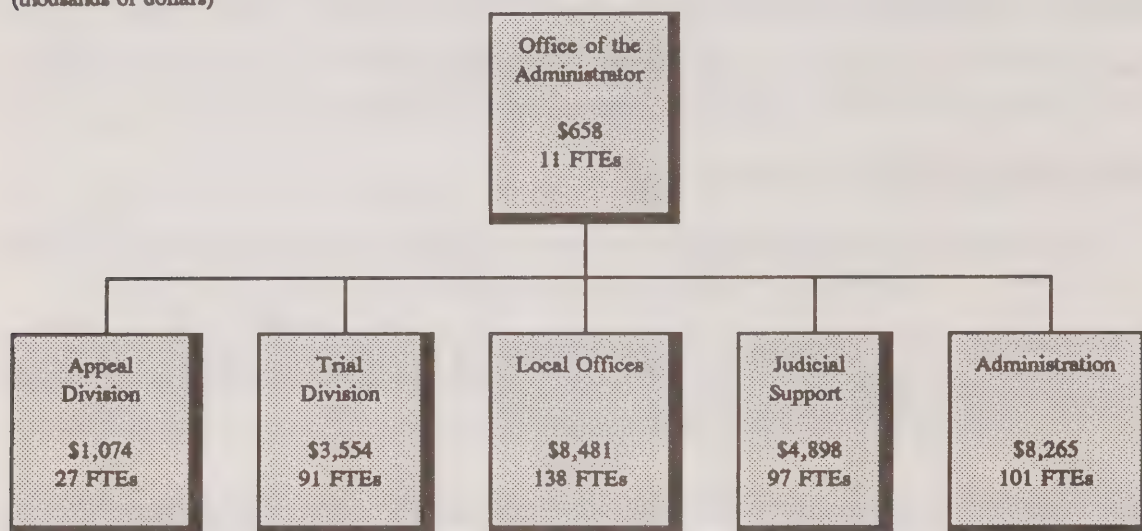 (thousands of dollars)
Office of the
Administrator
$658
11 FTEs
Appeal
Division
$1,074
27 FTEs
Trial
Division
$3,554
91 FTEs
Local Offices
$8,481
138 FTEs
Judicial
Support
$4,898
97 FTEs
Administration
$8,265
101 FTEs